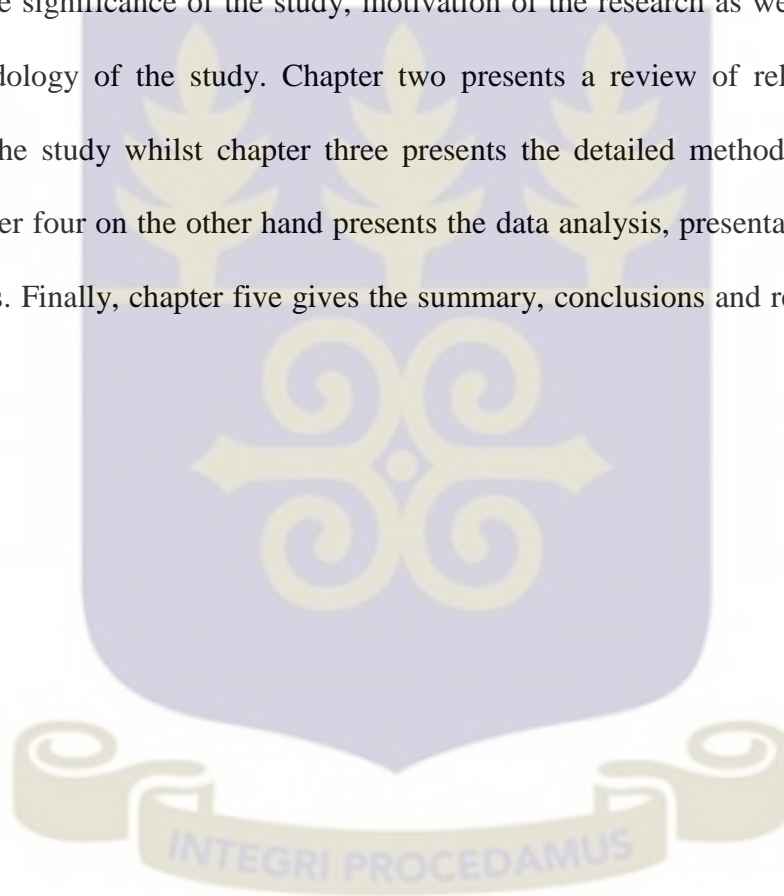 significance of the study, motivation of the research as we
dology of the study. Chapter two presents a review of rel
he study whilst chapter three presents the detailed method
er four on the other hand presents the data analysis, presenta
s. Finally, chapter five gives the summary, conclusions and r
INTEGRI PROCEDAMUS